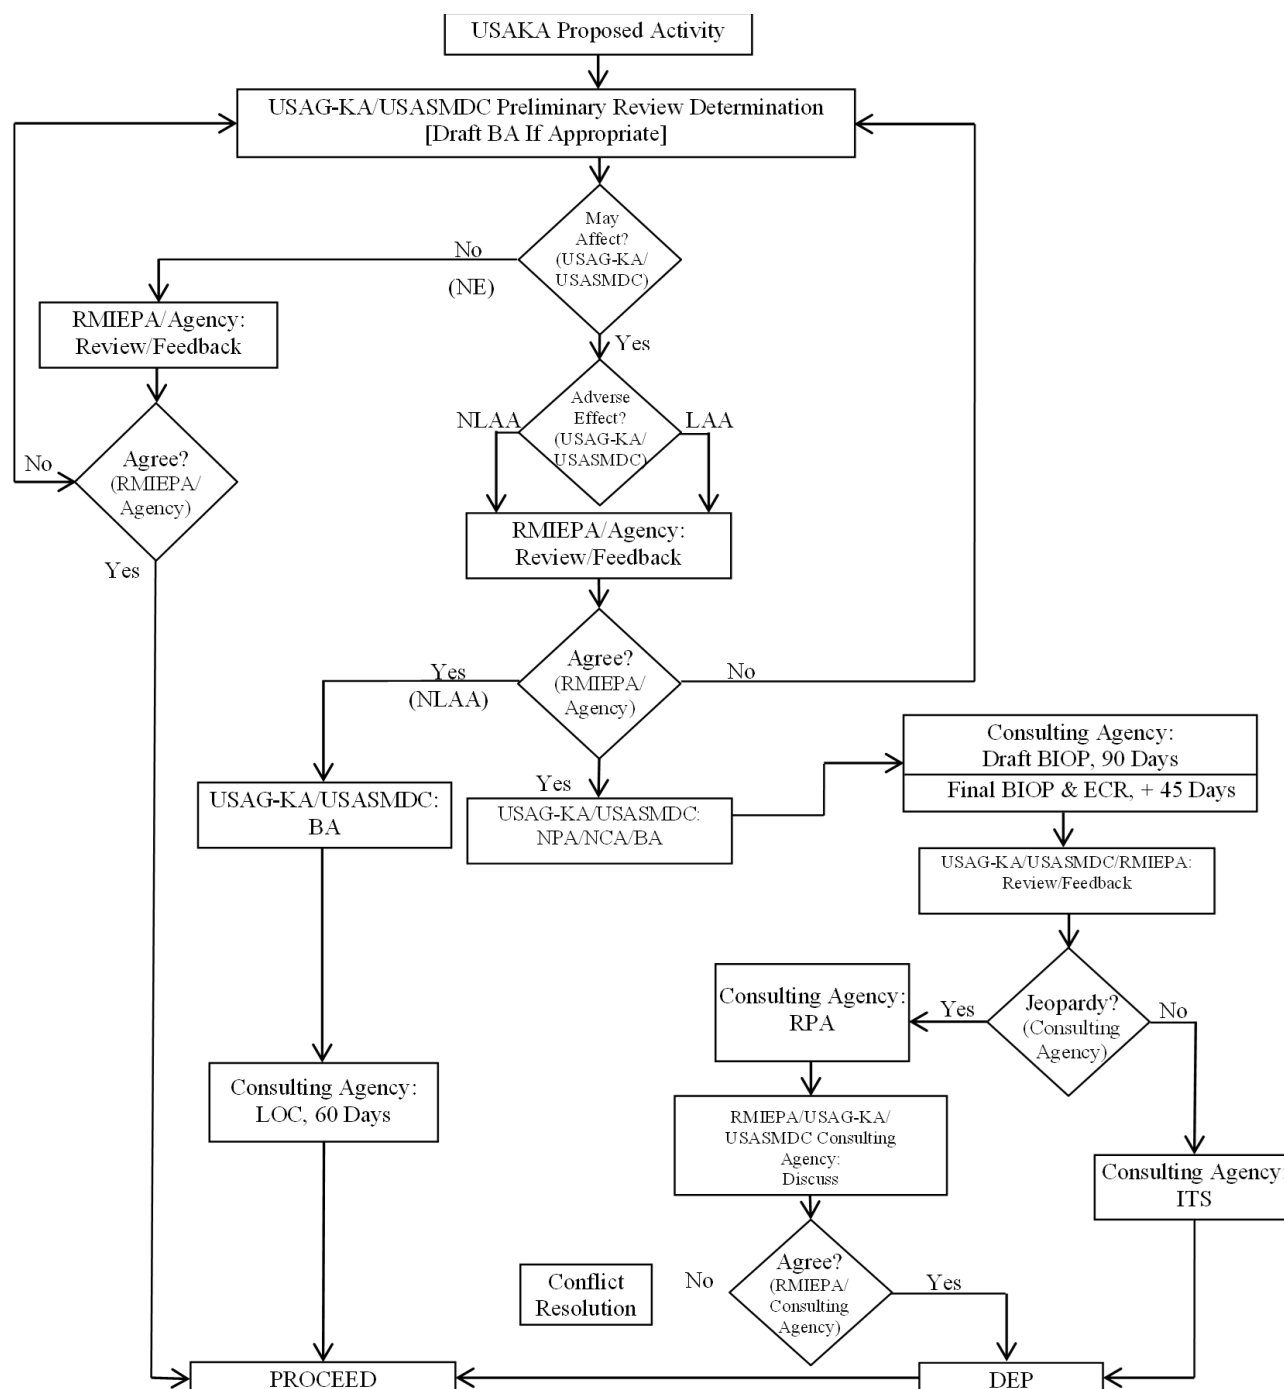 USAKA Proposed Activity
USAG-KA/USASMDC Preliminary Review Determination
[Draft BA If Appropriate]
May
Affect?
(USAG-KA/
USASMDC)
No
(NE)
RMIEPA/Agency:
Review/Feedback
Yes
Adverse
Effect?
(USAG-KA/
USASMDC)
NLAA
LAA
Agree?
(RMIEPA/
Agency)
No
Yes
RMIEPA/Agency:
Review/Feedback
Agree?
(RMIEPA/
Agency)
Yes
(NLAA)
No
Yes
USAG-KA/USASMDC:
BA
USAG-KA/USASMDC:
NPA/NCA/BA
Consulting Agency:
Draft BIOP, 90 Days
Final BIOP & ECR, + 45 Days
USAG-KA/USASMDC/RMIEPA:
Review/Feedback
Jeopardy?
(Consulting
Agency)
Yes
No
Consulting Agency:
RPA
Consulting Agency:
LOC, 60 Days
RMIEPA/USAG-KA/
USASMDC Consulting
Agency:
Discuss
Consulting Agency:
ITS
Agree?
(RMIEPA/
Consulting
Agency)
No
Yes
Conflict
Resolution
PROCEED
DEP